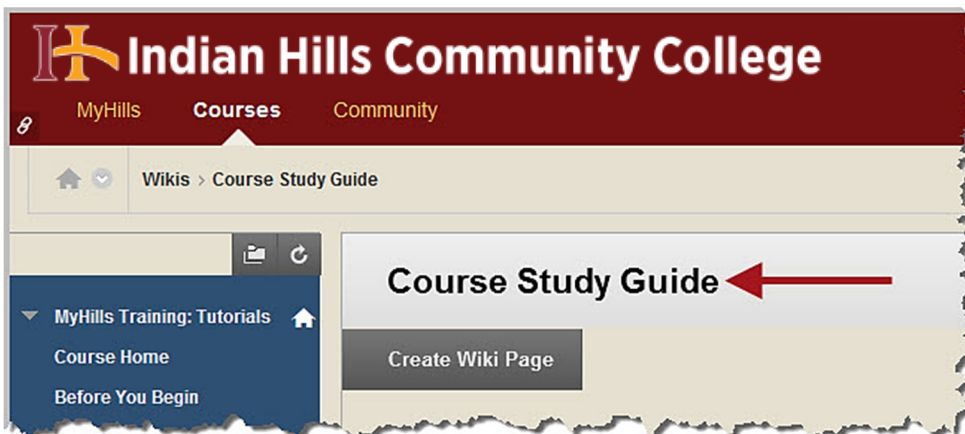 Indian Hills Community College
MyHills Courses Community
Wikis > Course Study Guide
Course Study Guide
MyHills Training: Tutorials
Create Wiki Page
Course Home
Before You Begin